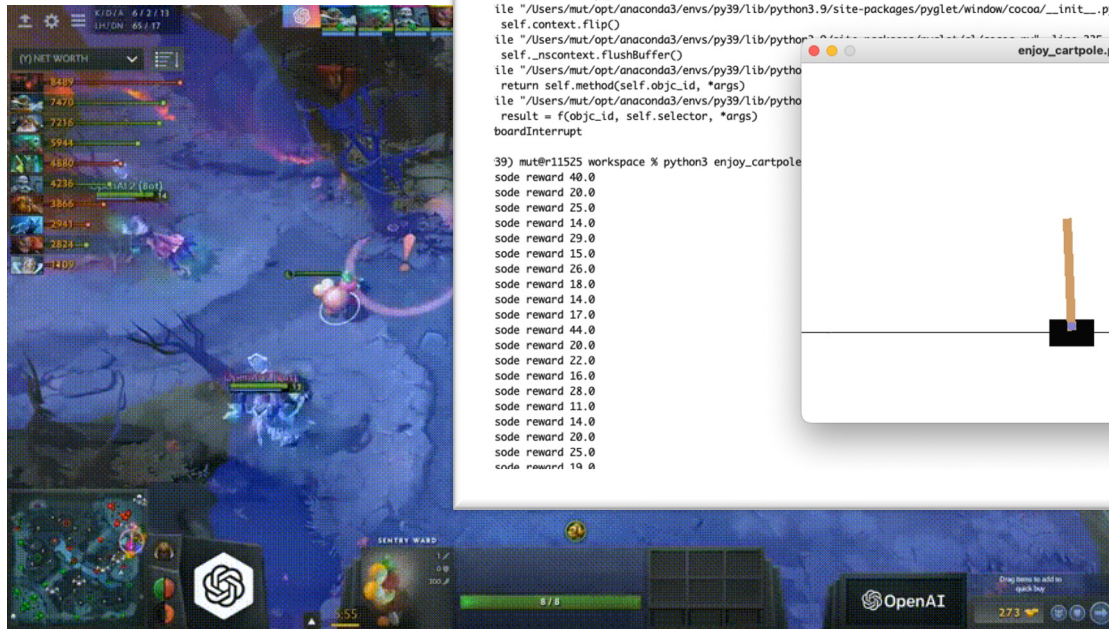 K/D/A 6/2/13
LH/DN 65/17
(Y) NET WORTH
8489
7470
7216
5944
4880
4236
3866
2941
2824
1409
OpenAI 2 (Bot)
14
13
ile "/Users/mut/opt/anaconda3/envs/py39/lib/python3.9/site-packages/pyglet/window/cocoa/__init__.p
self.context.flip()
ile "/Users/mut/opt/anaconda3/envs/py39/lib/python3.9/site-packages/pyglet/gl/cocoa.py", line 335
self._nscontext.flushBuffer()
ile "/Users/mut/opt/anaconda3/envs/py39/lib/pytho
return self.method(self.objc_id, *args)
ile "/Users/mut/opt/anaconda3/envs/py39/lib/pytho
result = f(objc_id, self.selector, *args)
boardInterrupt
39) mut@r11525 workspace % python3 enjoy_cartpole
sode reward 40.0
sode reward 20.0
sode reward 25.0
sode reward 14.0
sode reward 29.0
sode reward 15.0
sode reward 26.0
sode reward 18.0
sode reward 14.0
sode reward 17.0
sode reward 44.0
sode reward 20.0
sode reward 22.0
sode reward 16.0
sode reward 28.0
sode reward 11.0
sode reward 14.0
sode reward 20.0
sode reward 25.0
sode reward 19.0
enjoy_cartpole.p
SENTRY WARD
1
0
300
5:55
8 / 8
OpenAI
Drag items to add to
quick buy
273